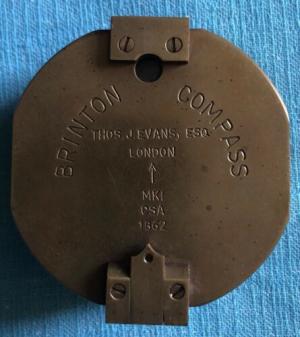 BRINTON COMPASS
THOS. J. EVANS, ESQ.
LONDON
MKI
CSA
1862